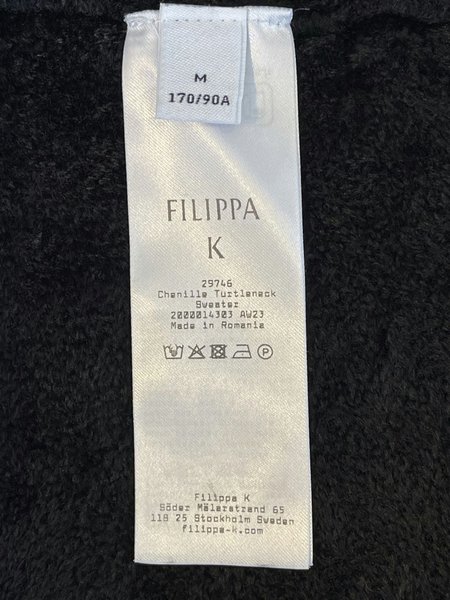 M
170/90A
FILIPPA
K
29746
Chenille Turtleneck
Sweater
2000014303 AW23
Made in Romania
P
Filippa K
Söder Mälarstrand 65
118 25 Stockholm Sweden
filippa-k.com